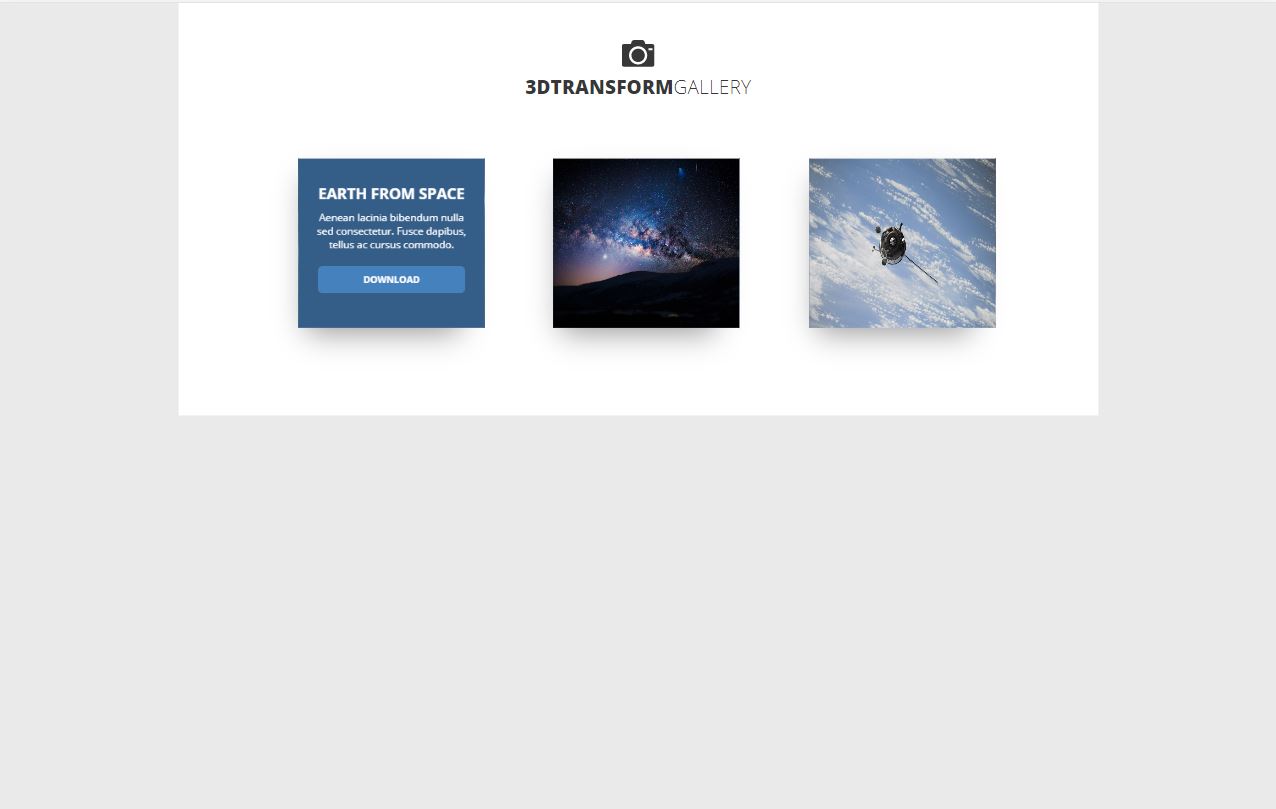 3DTRANSFORMGALLERY
EARTH FROM SPACE
Aenean lacinia bibendum nulla
sed consectetur. Fusce dapibus,
tellus ac cursus commodo.
DOWNLOAD